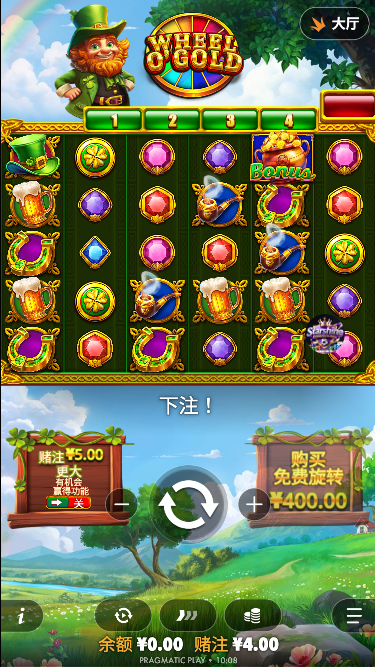 WHEEL
O'GOLD
大厅
1 2 3 4
Bonus
Starshine
下注！
赌注¥5.00
更大
有机会
赢得功能
关
购买
免费旋转
¥400.00
余额 ¥0.00 赌注 ¥4.00
PRAGMATIC PLAY • 10:08